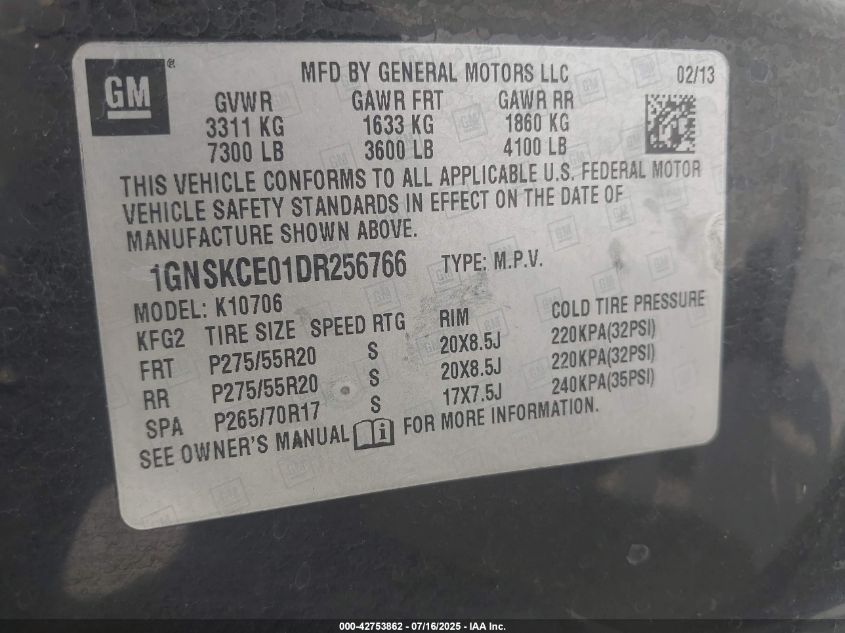 GM® MFD BY GENERAL MOTORS LLC 02/13
GVWR GAWR FRT GAWR RR
3311 KG 1633 KG 1860 KG
7300 LB 3600 LB 4100 LB
THIS VEHICLE CONFORMS TO ALL APPLICABLE U.S. FEDERAL MOTOR
VEHICLE SAFETY STANDARDS IN EFFECT ON THE DATE OF
MANUFACTURE SHOWN ABOVE.
1GNSKCE01DR256766 TYPE: M.P.V.
MODEL: K10706
KFG2 TIRE SIZE SPEED RTG RIM COLD TIRE PRESSURE
FRT P275/55R20 S 20X8.5J 220KPA(32PSI)
RR P275/55R20 S 20X8.5J 220KPA(32PSI)
SPA P265/70R17 S 17X7.5J 240KPA(35PSI)
SEE OWNER'S MANUAL i FOR MORE INFORMATION.
000-42753862 - 07/16/2025 - IAA Inc.